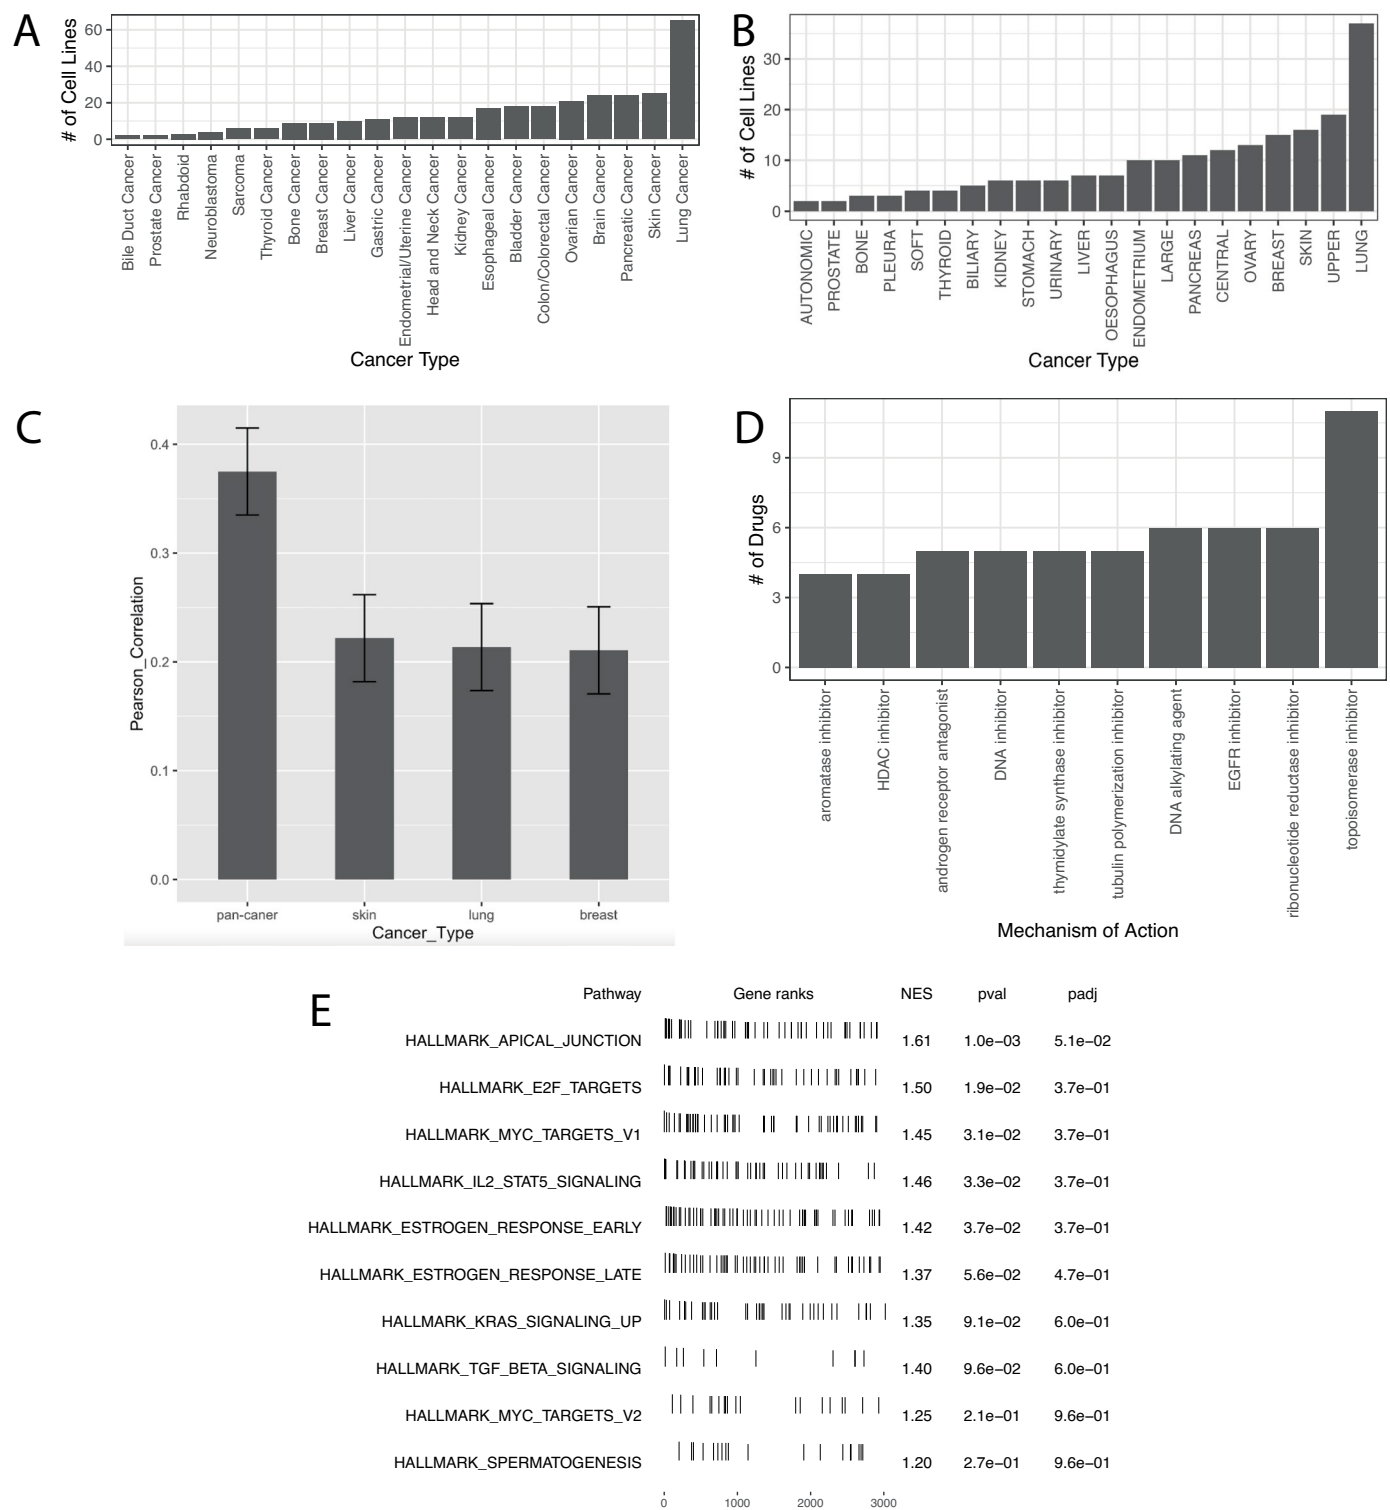 A
# of Cell Lines
60
40
20
0
Bile Duct Cancer
Prostate Cancer
Rhabdoid
Neuroblastoma
Sarcoma
Thyroid Cancer
Bone Cancer
Breast Cancer
Liver Cancer
Gastric Cancer
Endometrial/Uterine Cancer
Head and Neck Cancer
Kidney Cancer
Esophageal Cancer
Bladder Cancer
Colon/Colorectal Cancer
Ovarian Cancer
Brain Cancer
Pancreatic Cancer
Skin Cancer
Lung Cancer
Cancer Type
B
# of Cell Lines
30
20
10
0
AUTONOMIC
PROSTATE
BONE
PLEURA
SOFT
THYROID
BILIARY
KIDNEY
STOMACH
URINARY
LIVER
OESOPHAGUS
ENDOMETRIUM
LARGE
PANCREAS
CENTRAL
OVARY
BREAST
SKIN
UPPER
LUNG
Cancer Type
C
Pearson_Correlation
0.4
0.3
0.2
0.1
0.0
pan-caner skin lung breast
Cancer_Type
D
# of Drugs
9
6
3
0
aromatase inhibitor
HDAC inhibitor
androgen receptor antagonist
DNA inhibitor
thymidylate synthase inhibitor
tubulin polymerization inhibitor
DNA alkylating agent
EGFR inhibitor
ribonucleotide reductase inhibitor
topoisomerase inhibitor
Mechanism of Action
E
Pathway Gene ranks NES pval padj
HALLMARK_APICAL_JUNCTION 1.61 1.0e−03 5.1e−02
HALLMARK_E2F_TARGETS 1.50 1.9e−02 3.7e−01
HALLMARK_MYC_TARGETS_V1 1.45 3.1e−02 3.7e−01
HALLMARK_IL2_STAT5_SIGNALING 1.46 3.3e−02 3.7e−01
HALLMARK_ESTROGEN_RESPONSE_EARLY 1.42 3.7e−02 3.7e−01
HALLMARK_ESTROGEN_RESPONSE_LATE 1.37 5.6e−02 4.7e−01
HALLMARK_KRAS_SIGNALING_UP 1.35 9.1e−02 6.0e−01
HALLMARK_TGF_BETA_SIGNALING 1.40 9.6e−02 6.0e−01
HALLMARK_MYC_TARGETS_V2 1.25 2.1e−01 9.6e−01
HALLMARK_SPERMATOGENESIS 1.20 2.7e−01 9.6e−01
0 1000 2000 3000